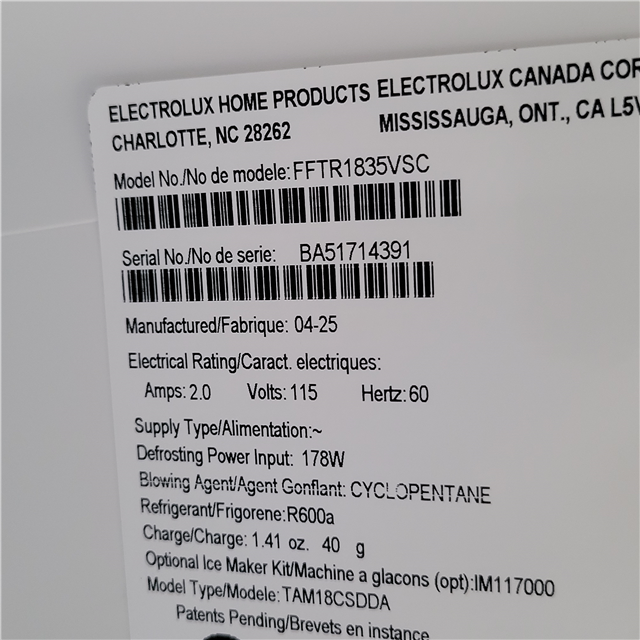 ELECTROLUX HOME PRODUCTS ELECTROLUX CANADA COR
CHARLOTTE, NC 28262 MISSISSAUGA, ONT., CA L5V
Model No./No de modele: FFTR1835VSC
Serial No./No de serie: BA51714391
Manufactured/Fabrique: 04-25
Electrical Rating/Caract. electriques:
Amps: 2.0 Volts: 115 Hertz: 60
Supply Type/Alimentation:~
Defrosting Power Input: 178W
Blowing Agent/Agent Gonflant: CYCLOPENTANE
Refrigerant/Frigorene:R600a
Charge/Charge: 1.41 oz. 40 g
Optional Ice Maker Kit/Machine a glacons (opt):IM117000
Model Type/Modele: TAM18CSDDA
Patents Pending/Brevets en instance